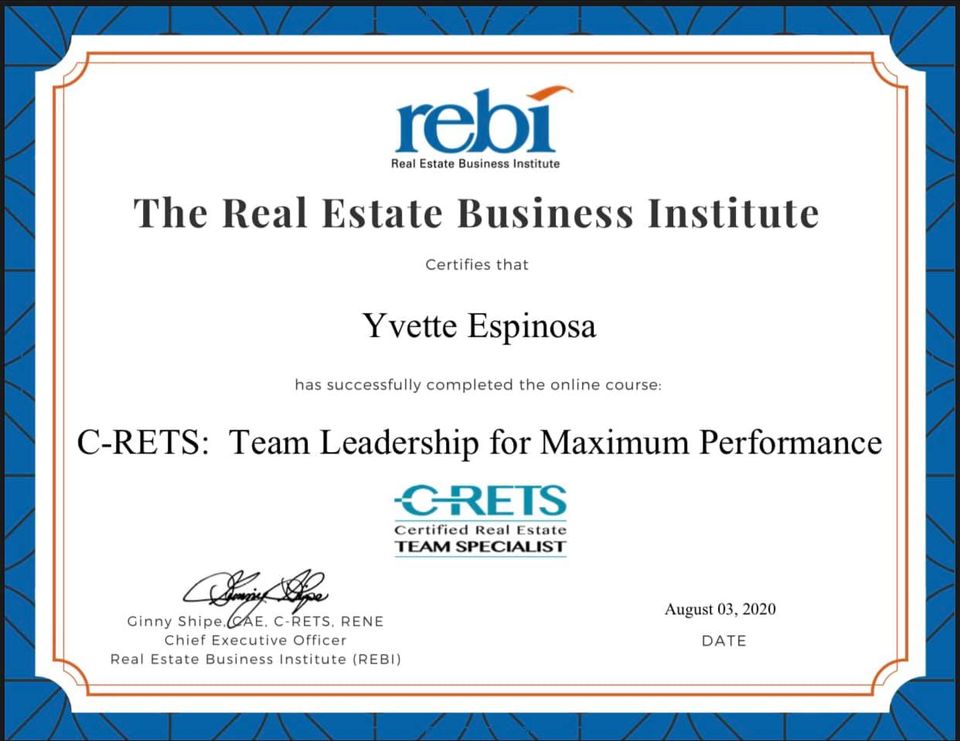 rebi
Real Estate Business Institute
The Real Estate Business Institute
Certifies that
Yvette Espinosa
has successfully completed the online course:
C-RETS: Team Leadership for Maximum Performance
C-RETS
Certified Real Estate
TEAM SPECIALIST
Ginny Shipe
Ginny Shipe, CAE, C-RETS, RENE
Chief Executive Officer
Real Estate Business Institute (REBI)
August 03, 2020
DATE